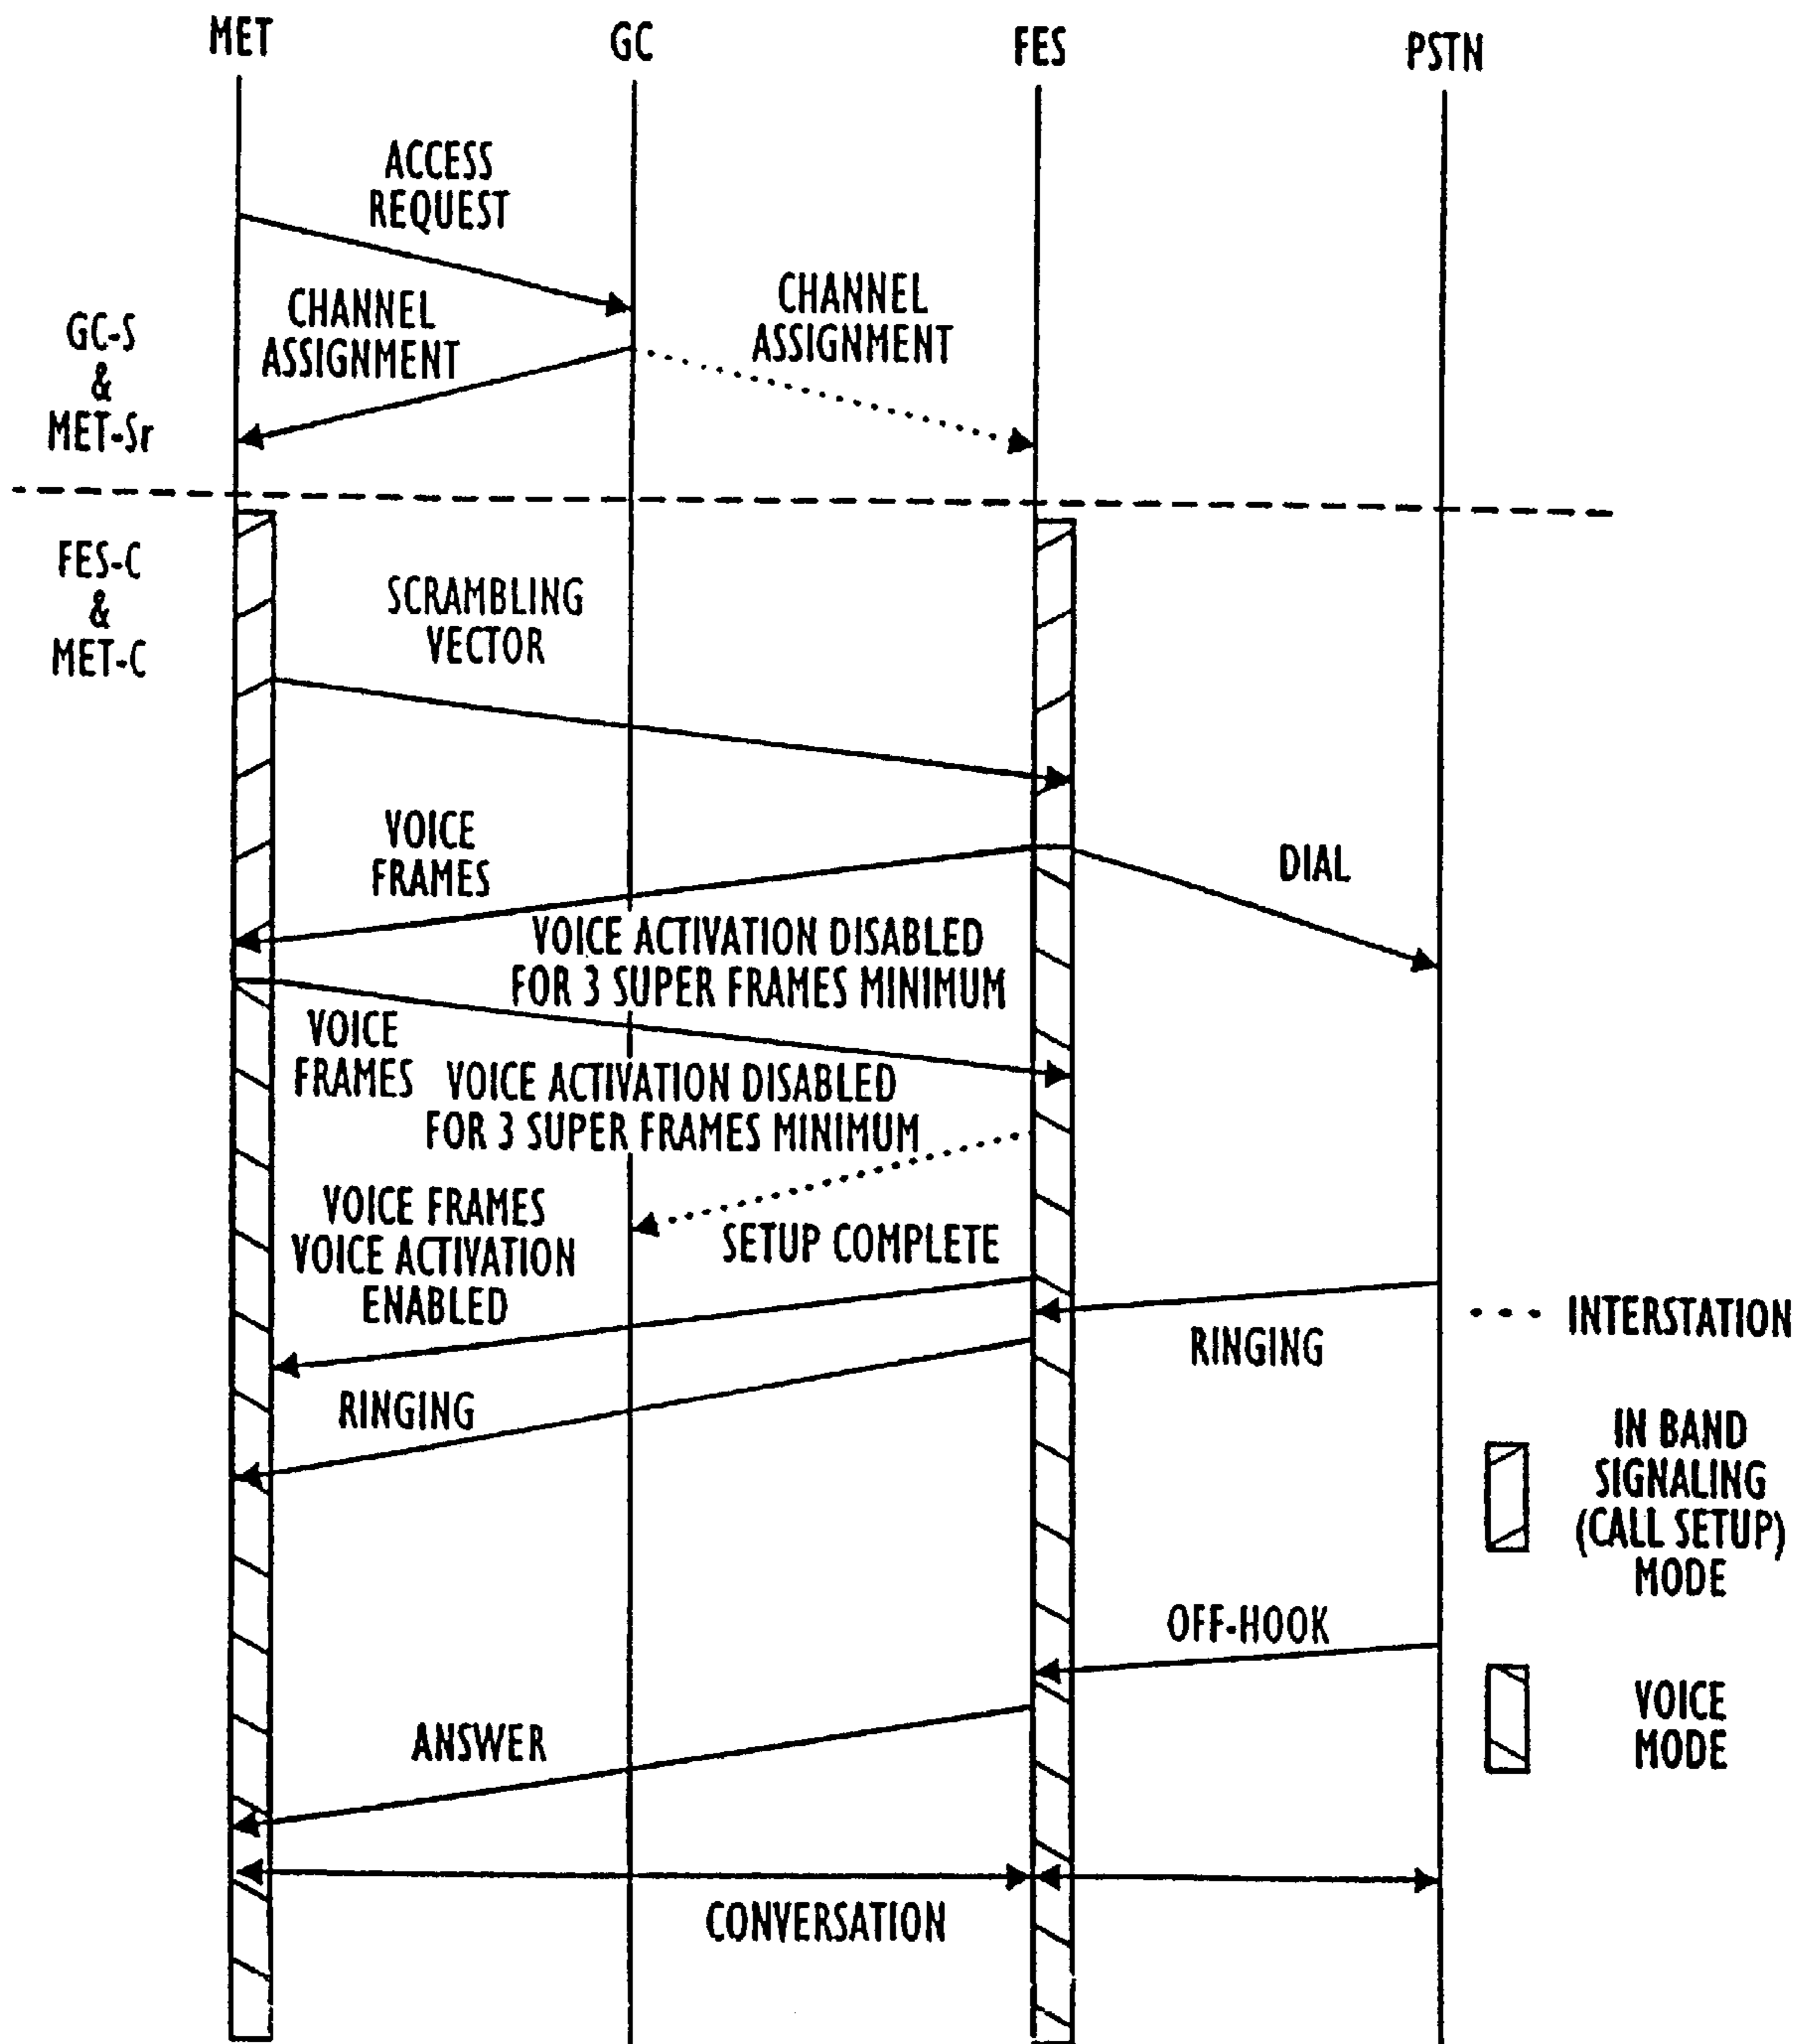 MET
GC
FES
PSTN
ACCESS
REQUEST
CHANNEL
ASSIGNMENT
CHANNEL
ASSIGNMENT
GC-S
&
MET-Sr
FES-C
&
MET-C
SCRAMBLING
VECTOR
VOICE
FRAMES
DIAL
VOICE ACTIVATION DISABLED
FOR 3 SUPER FRAMES MINIMUM
VOICE
FRAMES
VOICE ACTIVATION DISABLED
FOR 3 SUPER FRAMES MINIMUM
VOICE FRAMES
VOICE ACTIVATION
ENABLED
SETUP COMPLETE
RINGING
INTERSTATION
RINGING
IN BAND
SIGNALING
(CALL SETUP)
MODE
OFF-HOOK
VOICE
MODE
ANSWER
CONVERSATION